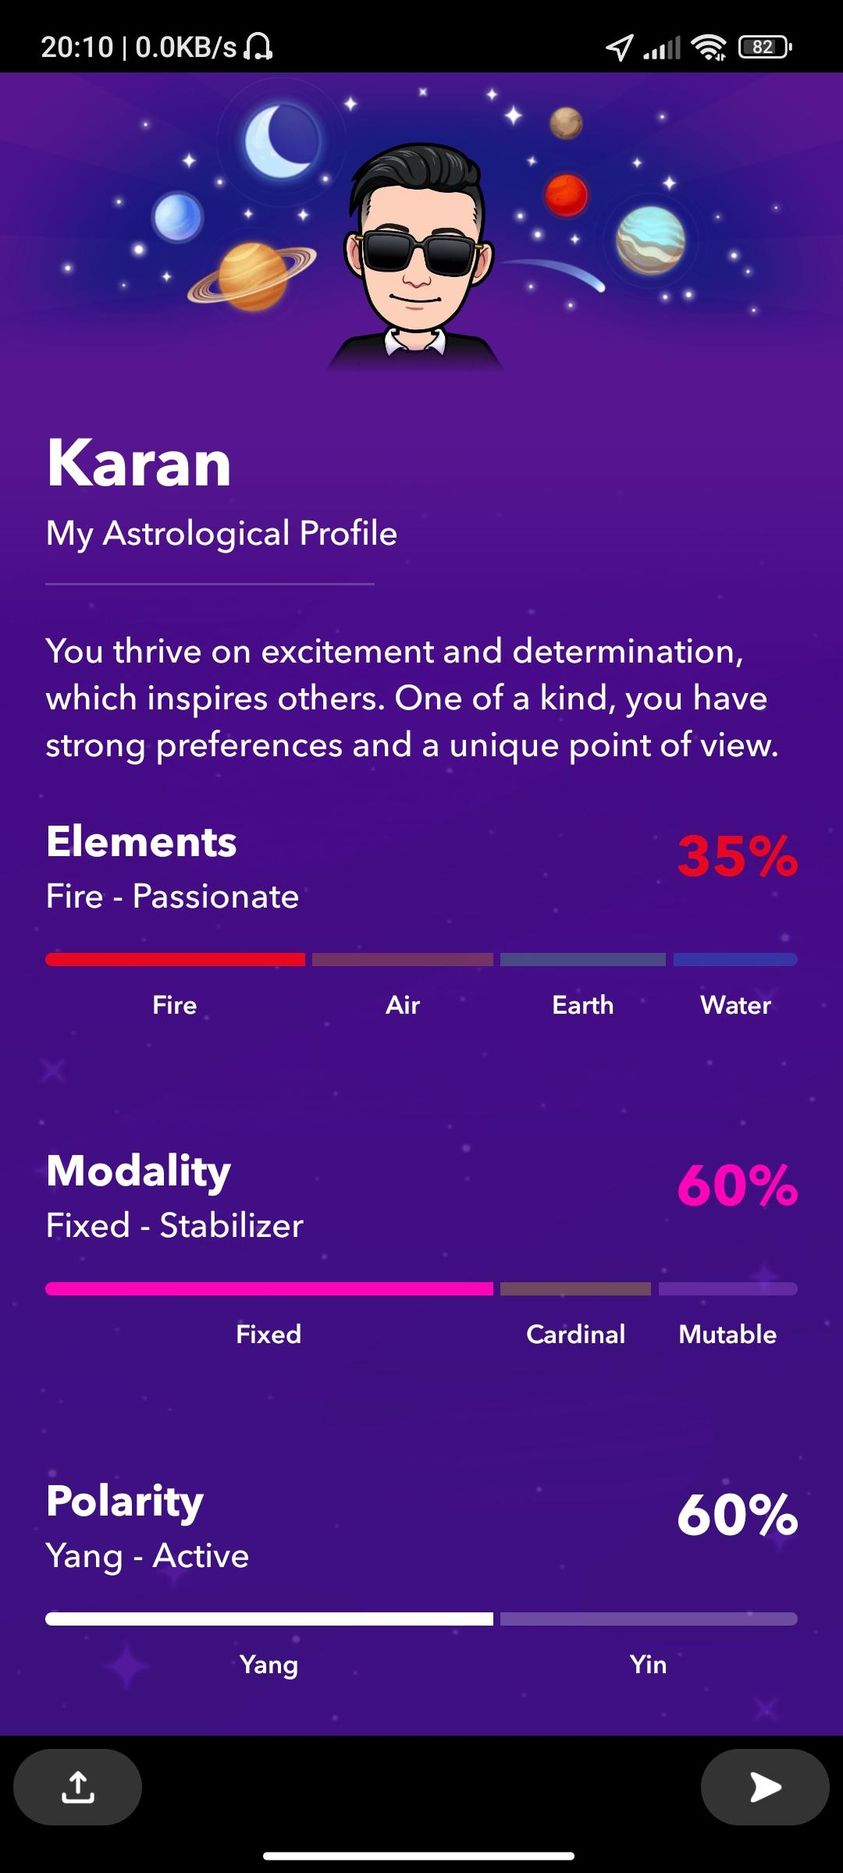 20:10 | 0.0KB/s
82
Karan
My Astrological Profile
You thrive on excitement and determination,
which inspires others. One of a kind, you have
strong preferences and a unique point of view.
Elements
35%
Fire - Passionate
Fire Air Earth Water
Modality
60%
Fixed - Stabilizer
Fixed Cardinal Mutable
Polarity
60%
Yang - Active
Yang Yin